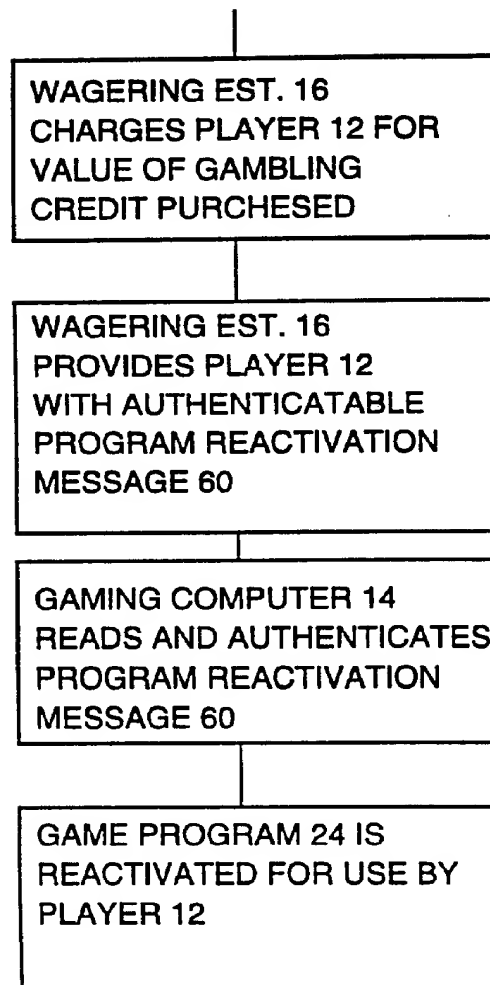 WAGERING EST. 16
CHARGES PLAYER 12 FOR
VALUE OF GAMBLING
CREDIT PURCHESED
WAGERING EST. 16
PROVIDES PLAYER 12
WITH AUTHENTICATABLE
PROGRAM REACTIVATION
MESSAGE 60
GAMING COMPUTER 14
READS AND AUTHENTICATES
PROGRAM REACTIVATION
MESSAGE 60
GAME PROGRAM 24 IS
REACTIVATED FOR USE BY
PLAYER 12